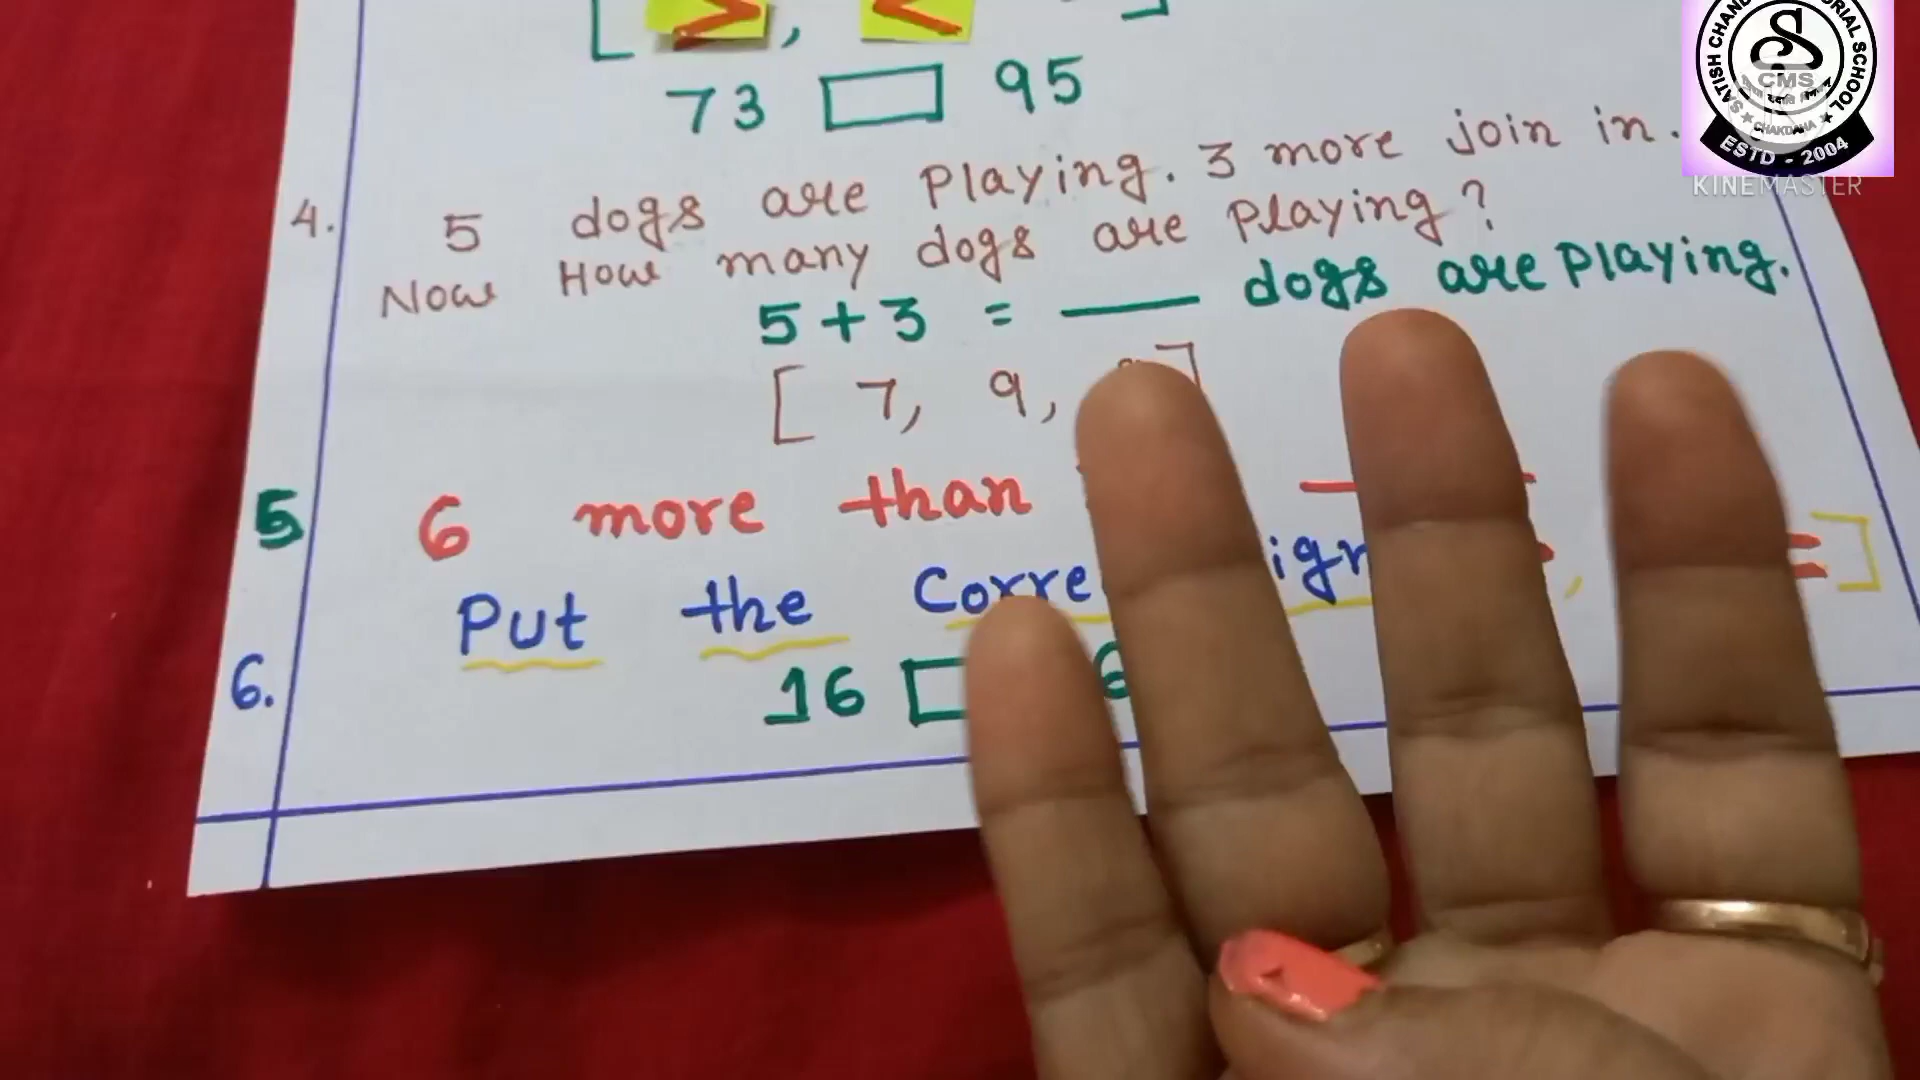 [ >, < ]
73 95
4. 5 dogs are Playing. 3 more join in.
Now How many dogs are Playing?
5 + 3 = ___ dogs are Playing.
[ 7, 9, ]
5 6 more than
Put the =]
6. 16
CMS
CHAKDAHA
ESTD - 2004
KINEMASTER